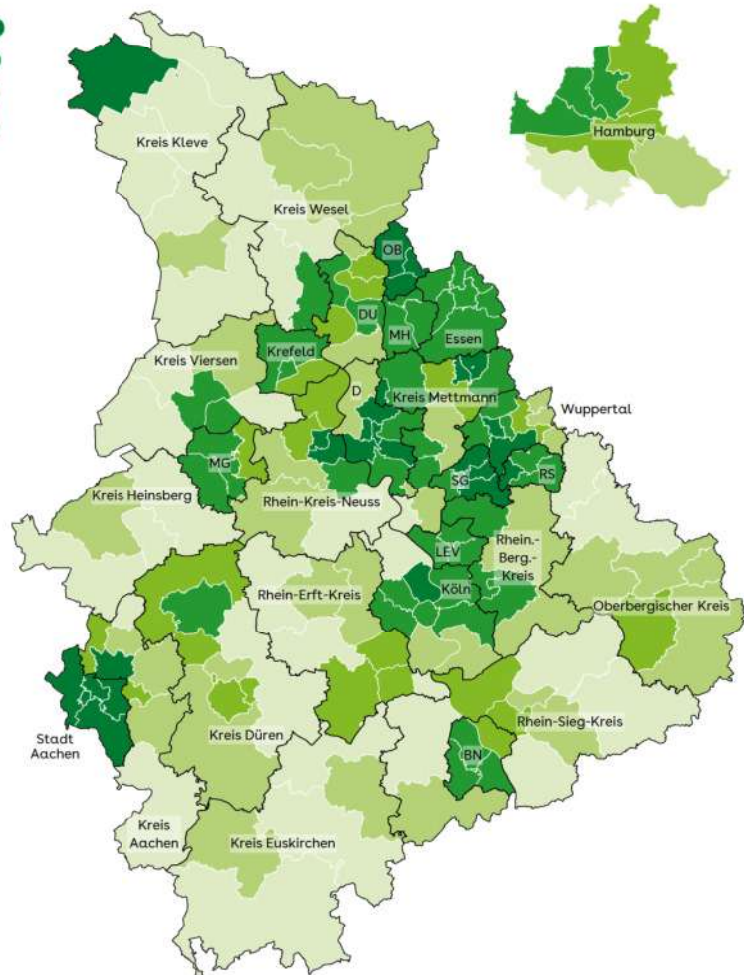 Hamburg
Kreis Kleve
Kreis Wesel
OB
DU
MH
Essen
Krefeld
Kreis Viersen
D
Kreis Mettmann
Wuppertal
MG
SG
RS
Kreis Heinsberg
Rhein-Kreis-Neuss
LEV
Rhein.-
Berg.-
Kreis
Rhein-Erft-Kreis
Köln
Oberbergischer Kreis
Stadt
Aachen
Kreis Düren
Rhein-Sieg-Kreis
BN
Kreis
Aachen
Kreis Euskirchen